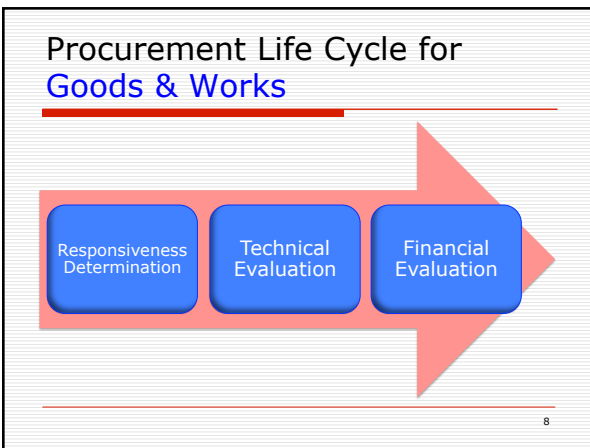 Procurement Life Cycle for
Goods & Works
Responsiveness
Determination
Technical
Evaluation
Financial
Evaluation
8